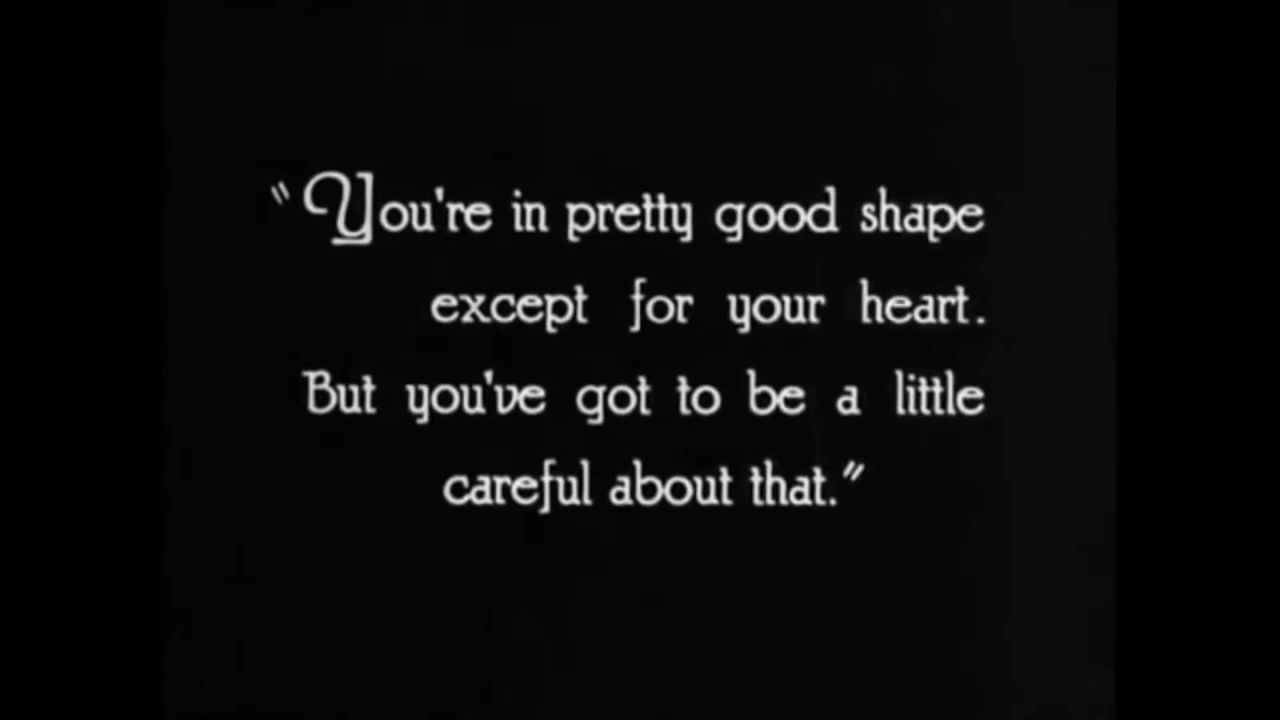 "You're in pretty good shape
except for your heart.
But you've got to be a little
careful about that."